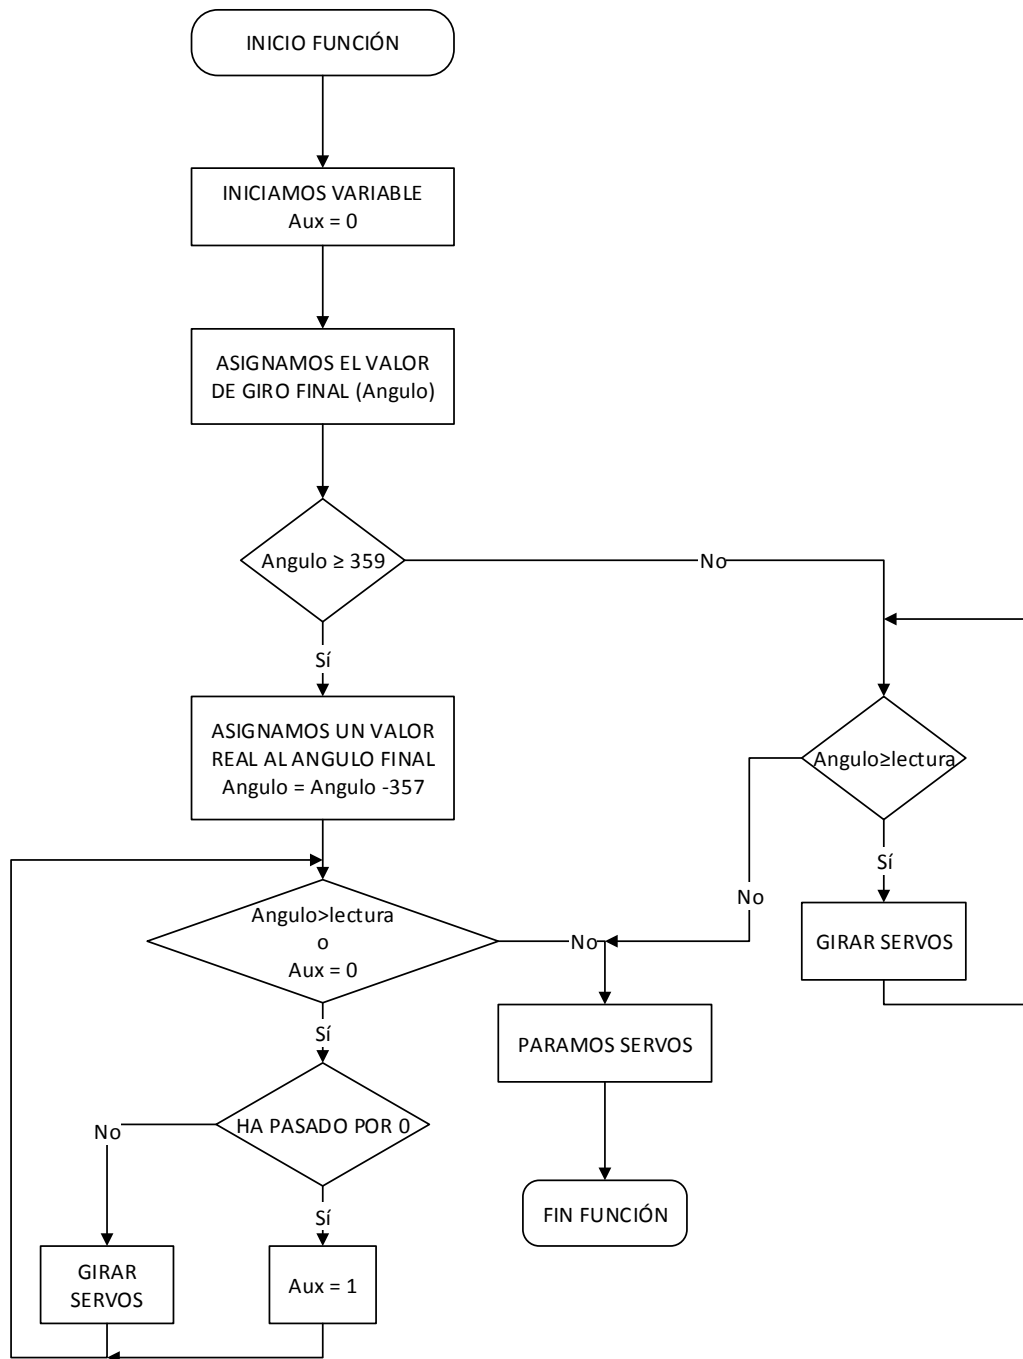 INICIO FUNCIÓN
INICIAMOS VARIABLE
Aux = 0
ASIGNAMOS EL VALOR
DE GIRO FINAL (Angulo)
Angulo ≥ 359
No
Sí
ASIGNAMOS UN VALOR
REAL AL ANGULO FINAL
Angulo = Angulo -357
Angulo≥lectura
Sí
No
GIRAR SERVOS
Angulo>lectura
o
Aux = 0
No
Sí
PARAMOS SERVOS
HA PASADO POR 0
No
Sí
FIN FUNCIÓN
GIRAR
SERVOS
Aux = 1